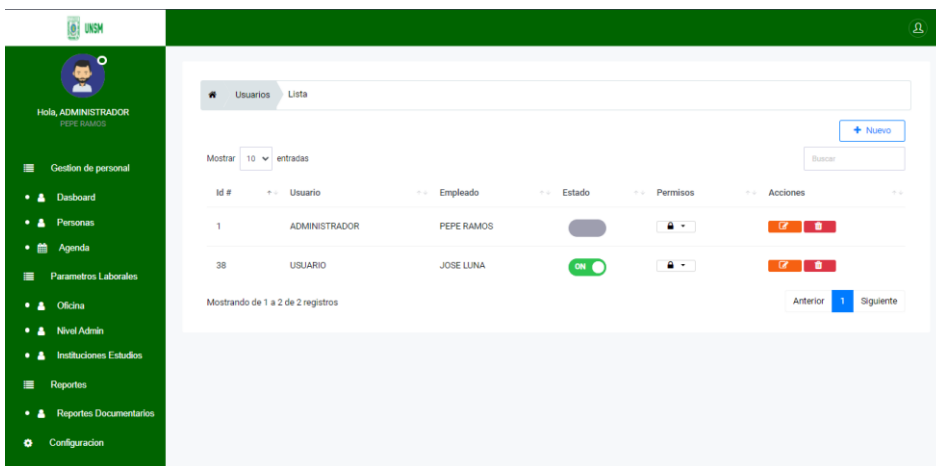 UNSM
Hola, ADMINISTRADOR
PEPE RAMOS
Gestion de personal
Dasboard
Personas
Agenda
Parametros Laborales
Oficina
Nivel Admin
Instituciones Estudios
Reportes
Reportes Documentarios
Configuracion
Usuarios Lista
+ Nuevo
Mostrar 10 entradas Buscar
Id # Usuario Empleado Estado Permisos Acciones
1 ADMINISTRADOR PEPE RAMOS
38 USUARIO JOSE LUNA ON
Mostrando de 1 a 2 de 2 registros Anterior 1 Siguiente